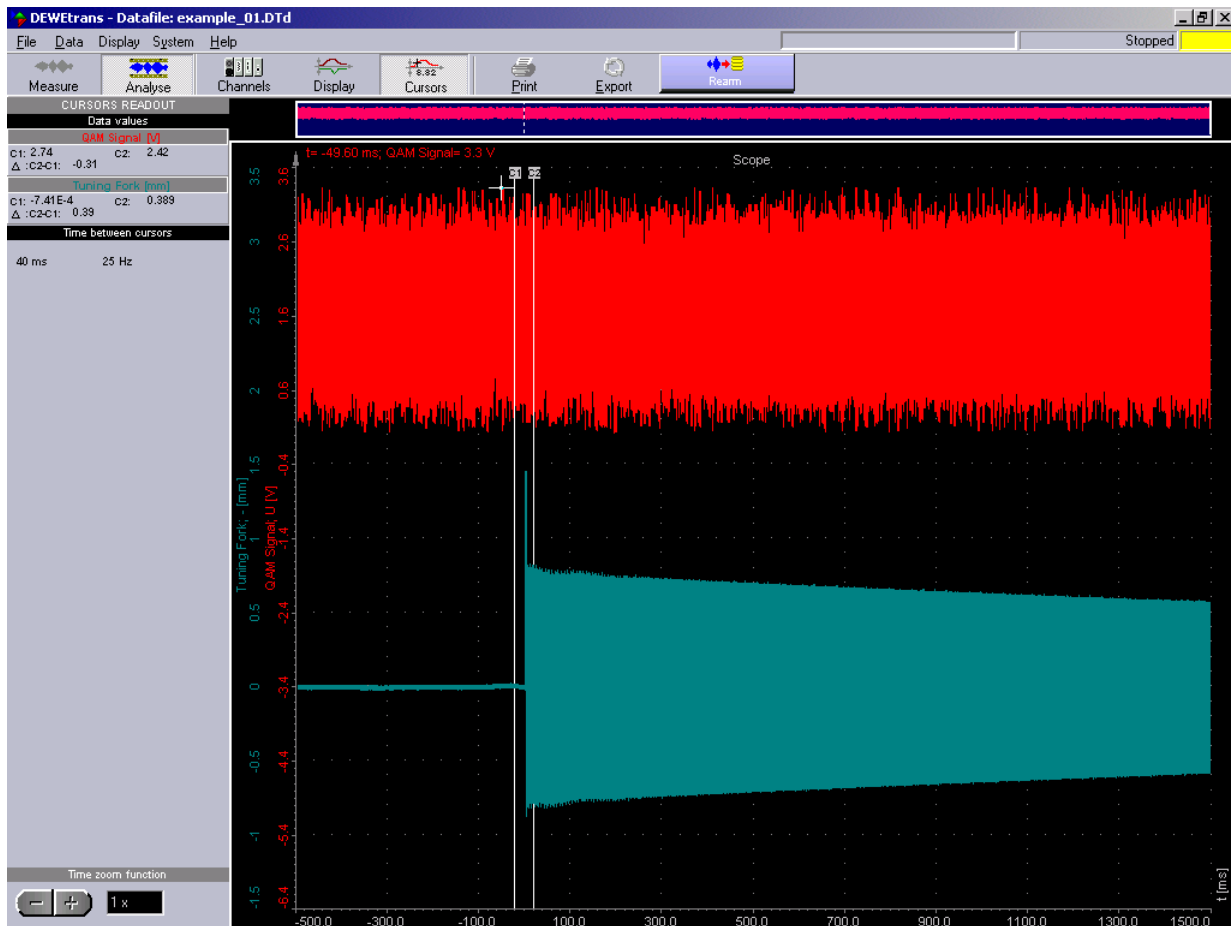 DEWEtrans - Datafile: example_01.DTd
File Data Display System Help
Stopped
Measure Analyse Channels Display Cursors Print Export Rearm
8.82
CURSORS READOUT
Data values
QAM Signal [V]
C1: 2.74 C2: 2.42
Δ :C2-C1: -0.31
Tuning Fork [mm]
C1: -7.41E-4 C2: 0.389
Δ :C2-C1: 0.39
Time between cursors
40 ms 25 Hz
Time zoom function
1 x
t= -49.60 ms; QAM Signal= 3.3 V
Scope
C1 C2
Tuning Fork; - [mm]
3.5
3
2.5
2
1.5
1
0.5
0
-0.5
-1
-1.5
QAM Signal; U [V]
3.6
2.6
1.6
0.6
-0.4
-1.4
-2.4
-3.4
-4.4
-5.4
-6.4
-500.0 -300.0 -100.0 100.0 300.0 500.0 700.0 900.0 1100.0 1300.0 1500.0
t [ms]